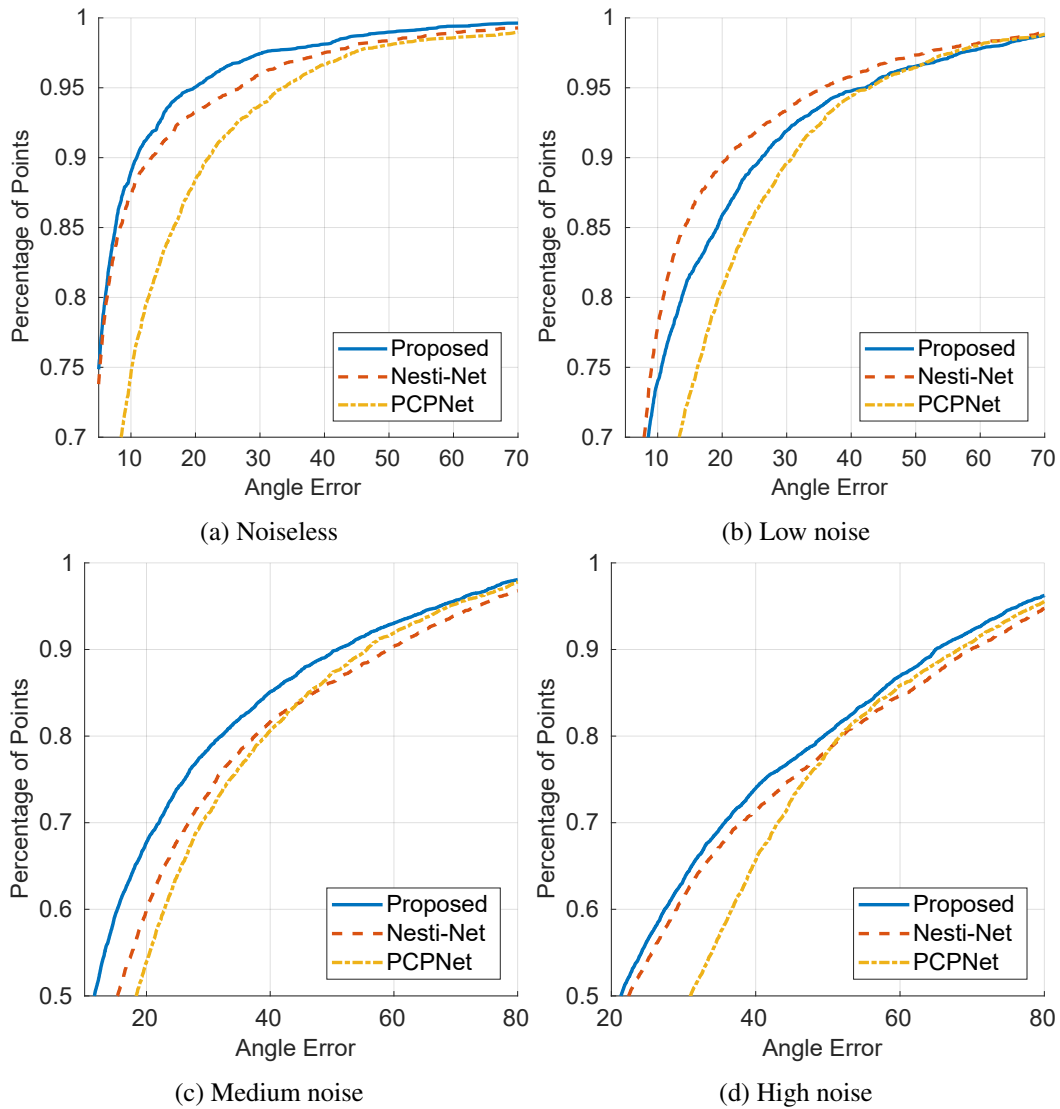 1
0.95
0.9
0.85
0.8
0.75
0.7
Percentage of Points
Proposed
Nesti-Net
PCPNet
10 20 30 40 50 60 70
Angle Error
(a) Noiseless
1
0.95
0.9
0.85
0.8
0.75
0.7
Percentage of Points
Proposed
Nesti-Net
PCPNet
10 20 30 40 50 60 70
Angle Error
(b) Low noise
1
0.9
0.8
0.7
0.6
0.5
Percentage of Points
Proposed
Nesti-Net
PCPNet
20 40 60 80
Angle Error
(c) Medium noise
1
0.9
0.8
0.7
0.6
0.5
Percentage of Points
Proposed
Nesti-Net
PCPNet
20 40 60 80
Angle Error
(d) High noise